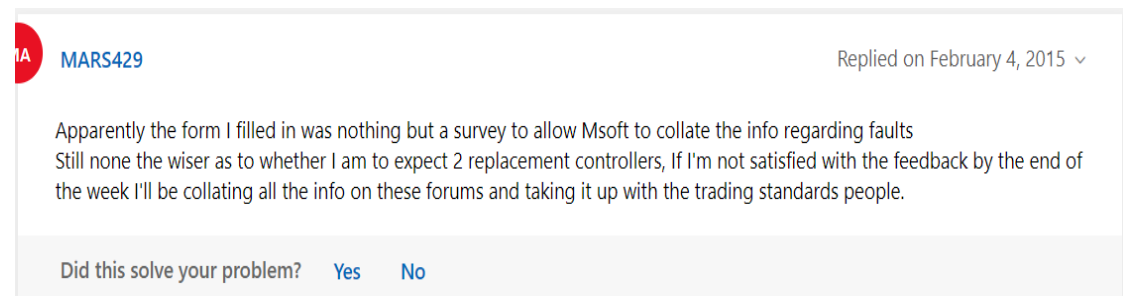 MA
MARS429
Replied on February 4, 2015
Apparently the form I filled in was nothing but a survey to allow Msoft to collate the info regarding faults
Still none the wiser as to whether I am to expect 2 replacement controllers, If I'm not satisfied with the feedback by the end of
the week I'll be collating all the info on these forums and taking it up with the trading standards people.
Did this solve your problem? Yes No